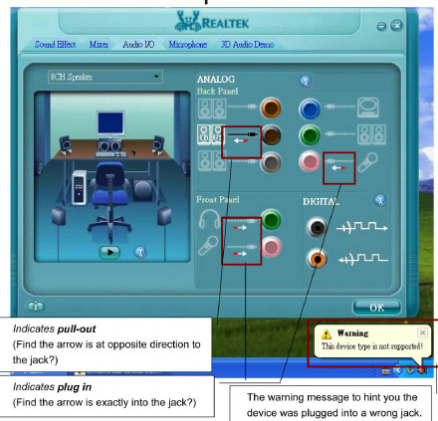 REALTEK
Sound Effect Mixer Audio I/O Microphone 3D Audio Demo
8CH Speaker
ANALOG
Back Panel
Front Panel
DIGITAL
OK
Warning
This device type is not supported!
Indicates pull-out
(Find the arrow is at opposite direction to
the jack?)
Indicates plug in
(Find the arrow is exactly into the jack?)
The warning message to hint you the
device was plugged into a wrong jack.